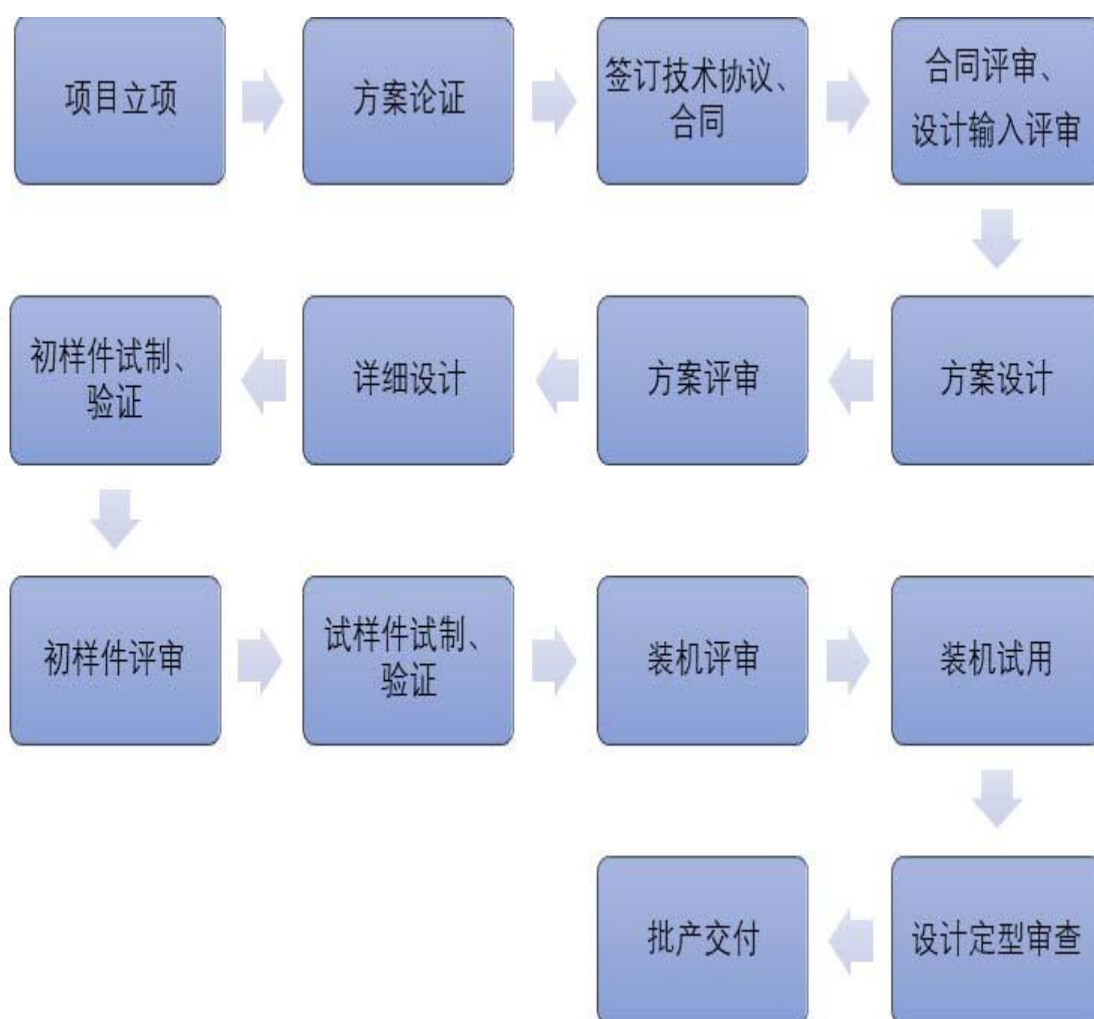 项目立项
方案论证
签订技术协议、
合同
合同评审、
设计输入评审
方案设计
方案评审
详细设计
初样件试制、
验证
初样件评审
试样件试制、
验证
装机评审
装机试用
设计定型审查
批产交付